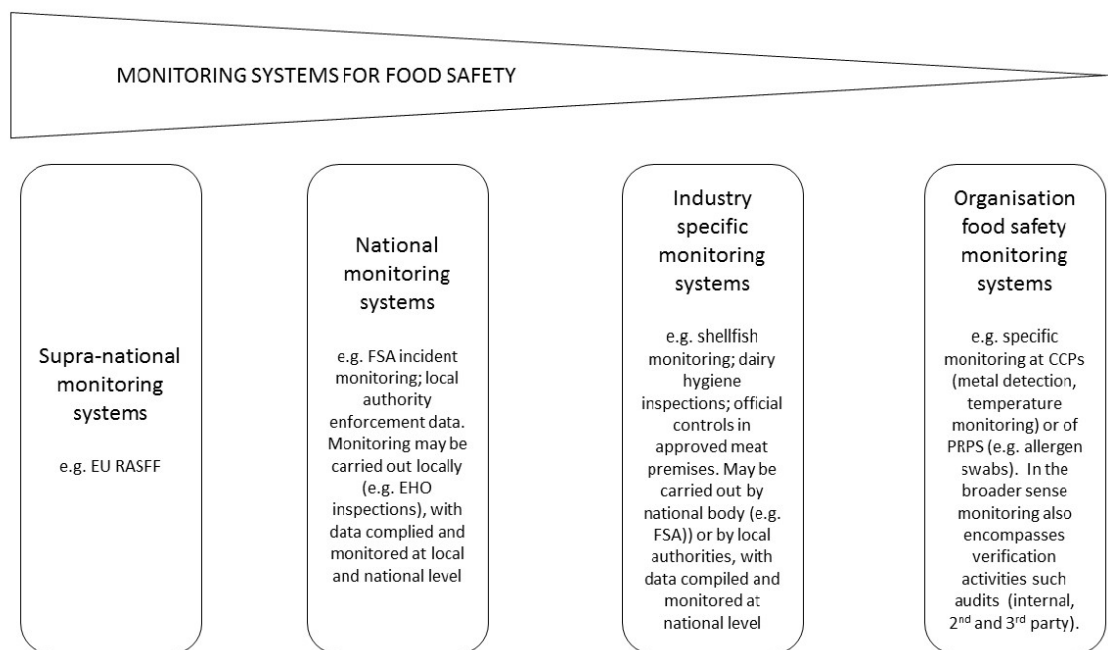 MONITORING SYSTEMS FOR FOOD SAFETY
Supra-national
monitoring
systems
e.g. EU RASFF
National
monitoring
systems
e.g. FSA incident
monitoring; local
authority
enforcement data.
Monitoring may be
carried out locally
(e.g. EHO
inspections), with
data complied and
monitored at local
and national level
Industry
specific
monitoring
systems
e.g. shellfish
monitoring; dairy
hygiene
inspections; official
controls in
approved meat
premises. May be
carried out by
national body (e.g.
FSA)) or by local
authorities, with
data compiled and
monitored at
national level
Organisation
food safety
monitoring
systems
e.g. specific
monitoring at CCPs
(metal detection,
temperature
monitoring) or of
PRPS (e.g. allergen
swabs). In the
broader sense
monitoring also
encompasses
verification
activities such
audits (internal,
2nd and 3rd party).